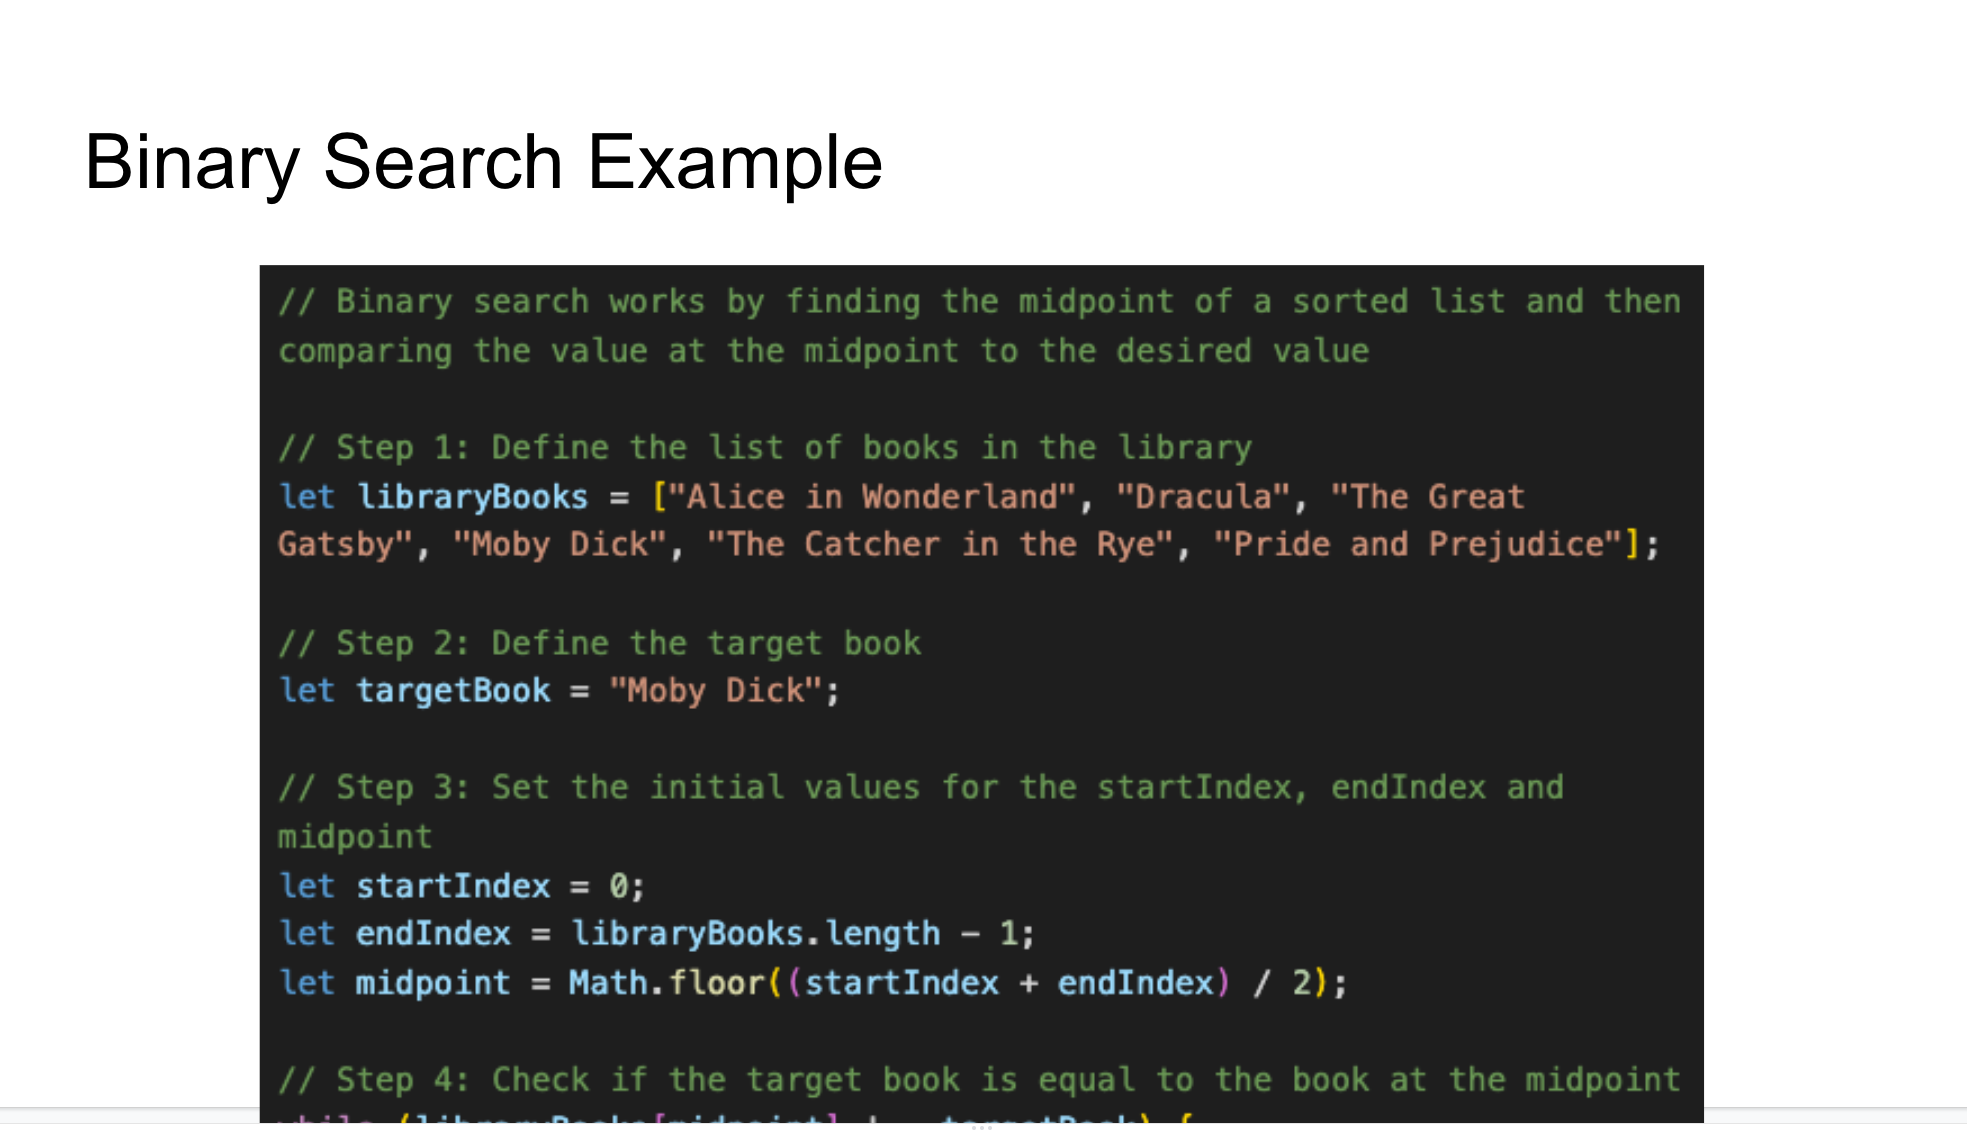 Binary Search Example
// Binary search works by finding the midpoint of a sorted list and then
comparing the value at the midpoint to the desired value
// Step 1: Define the list of books in the library
let libraryBooks = ["Alice in Wonderland", "Dracula", "The Great
Gatsby", "Moby Dick", "The Catcher in the Rye", "Pride and Prejudice"];
// Step 2: Define the target book
let targetBook = "Moby Dick";
// Step 3: Set the initial values for the startIndex, endIndex and
midpoint
let startIndex = 0;
let endIndex = libraryBooks.length - 1;
let midpoint = Math.floor((startIndex + endIndex) / 2);
// Step 4: Check if the target book is equal to the book at the midpoint